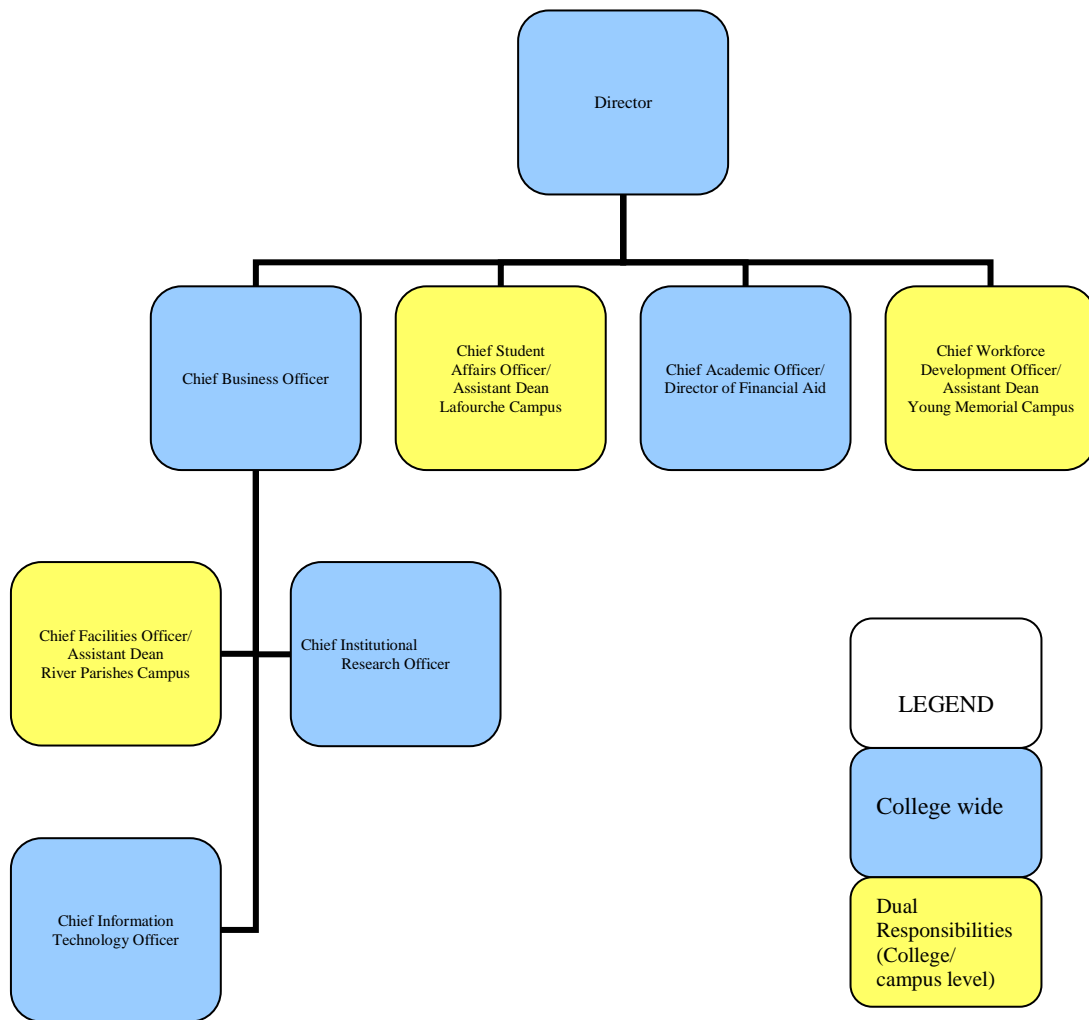 Director
Chief Business Officer
Chief Student
Affairs Officer/
Assistant Dean
Lafourche Campus
Chief Academic Officer/
Director of Financial Aid
Chief Workforce
Development Officer/
Assistant Dean
Young Memorial Campus
Chief Facilities Officer/
Assistant Dean
River Parishes Campus
Chief Institutional
Research Officer
Chief Information
Technology Officer
LEGEND
College wide
Dual
Responsibilities
(College/
campus level)